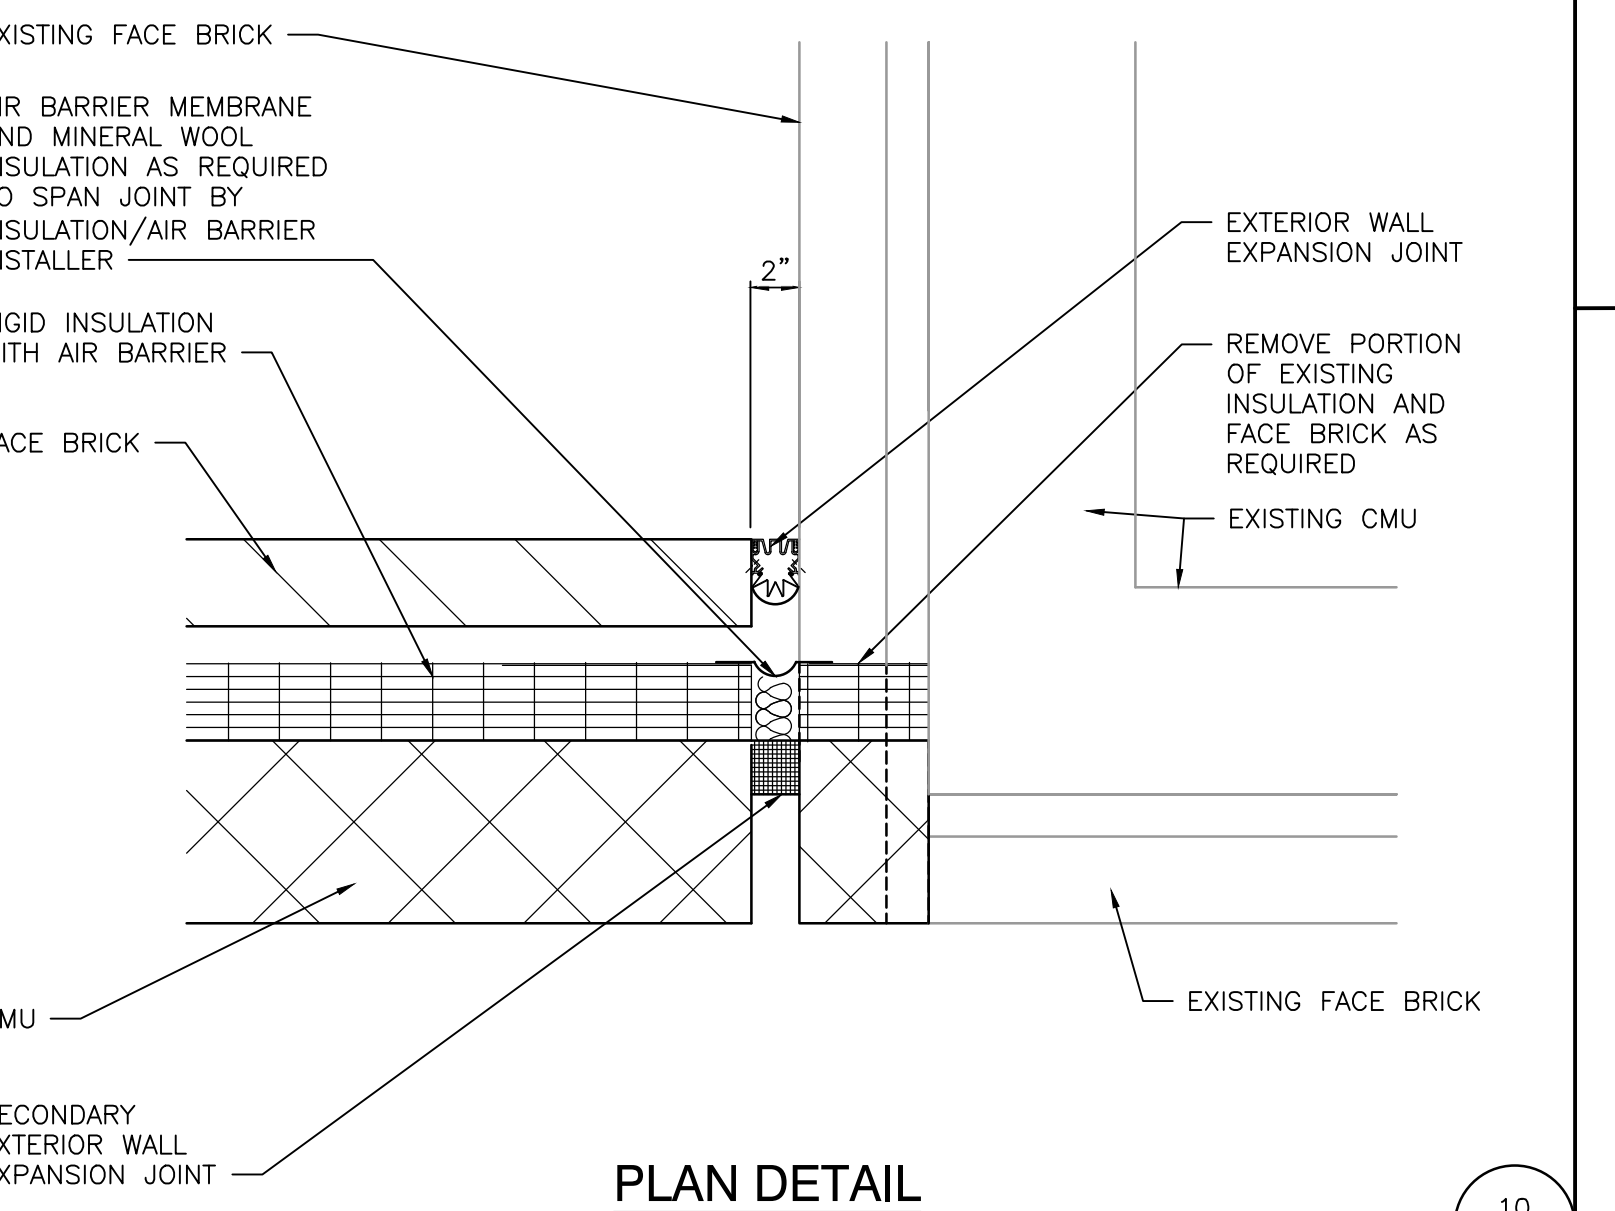 XISTING FACE BRICK
IR BARRIER MEMBRANE
ND MINERAL WOOL
NSULATION AS REQUIRED
O SPAN JOINT BY
NSULATION/AIR BARRIER
NSTALLER
IGID INSULATION
ITH AIR BARRIER
ACE BRICK
MU
ECONDARY
XTERIOR WALL
XPANSION JOINT
2”
EXTERIOR WALL
EXPANSION JOINT
REMOVE PORTION
OF EXISTING
INSULATION AND
FACE BRICK AS
REQUIRED
EXISTING CMU
EXISTING FACE BRICK
PLAN DETAIL
10